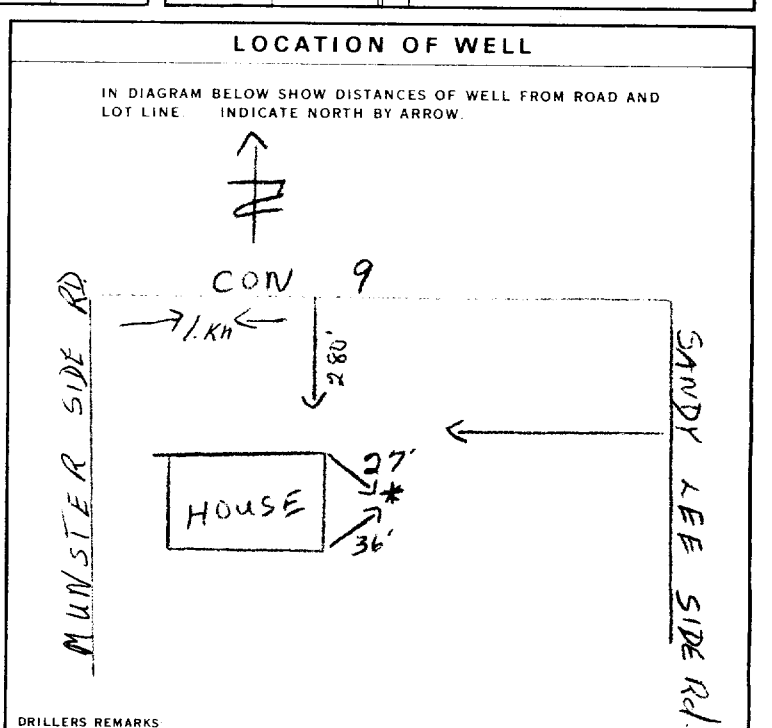 LOCATION OF WELL
IN DIAGRAM BELOW SHOW DISTANCES OF WELL FROM ROAD AND
LOT LINE. INDICATE NORTH BY ARROW.
N
CON 9
MUNSTER SIDE RD.
1. Km
280'
SANDY LEE SIDE Rd.
27'
*
HOUSE
36'
DRILLERS REMARKS